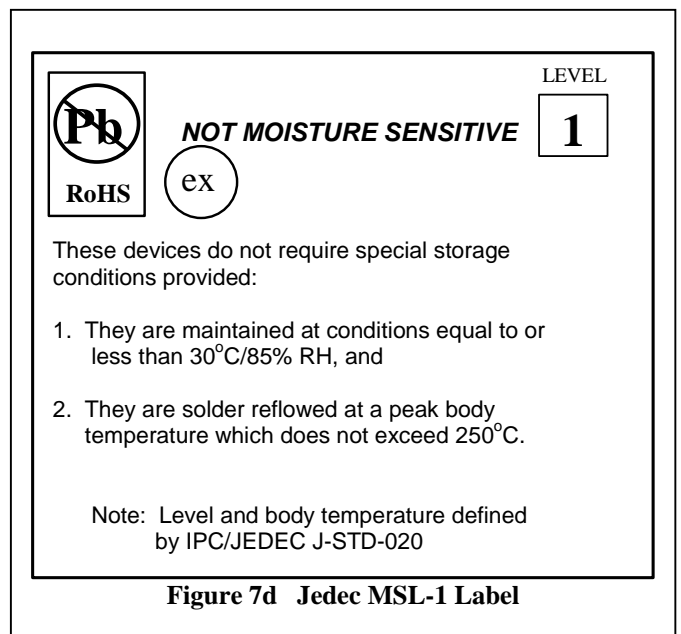 LEVEL
Pb
NOT MOISTURE SENSITIVE
1
RoHS
ex
These devices do not require special storage
conditions provided:
1. They are maintained at conditions equal to or
less than 30°C/85% RH, and
2. They are solder reflowed at a peak body
temperature which does not exceed 250°C.
Note: Level and body temperature defined
by IPC/JEDEC J-STD-020
Figure 7d Jedec MSL-1 Label